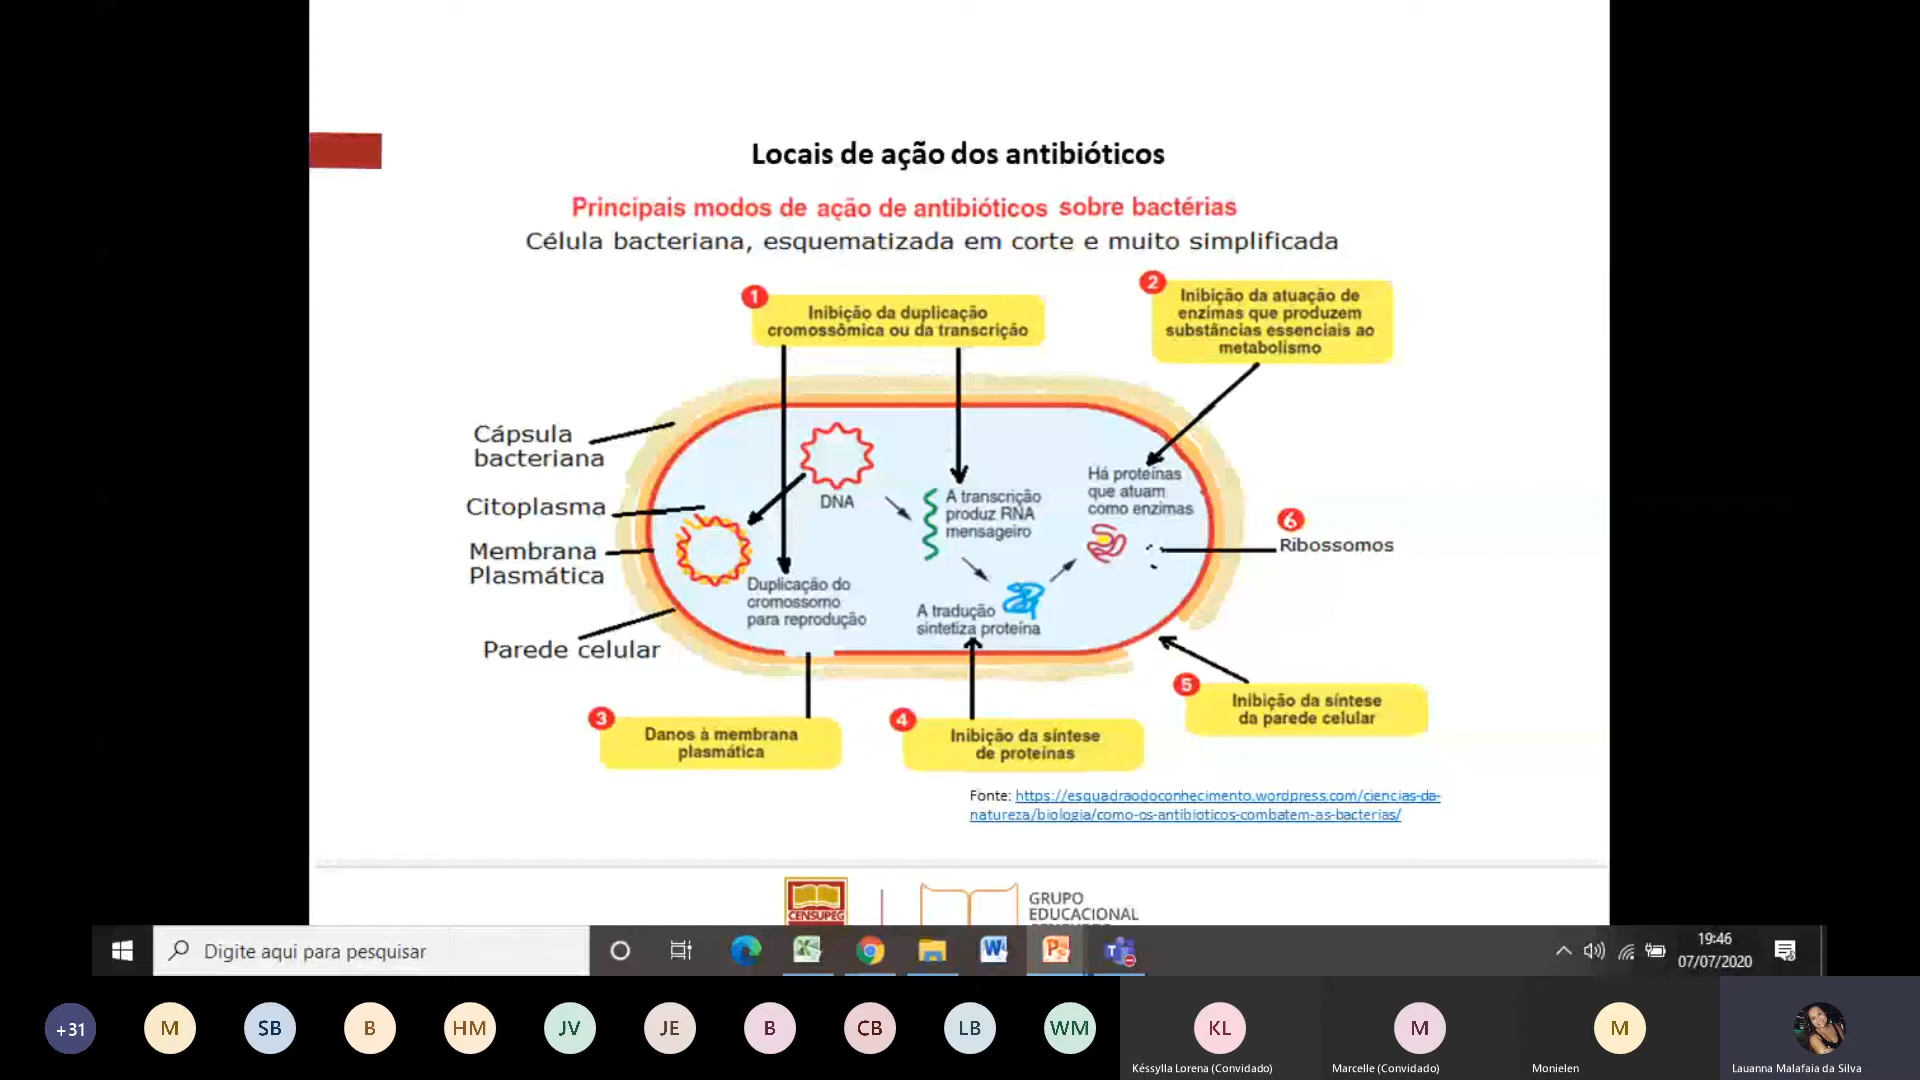 Locais de ação dos antibióticos
Principais modos de ação de antibióticos sobre bactérias
Célula bacteriana, esquematizada em corte e muito simplificada
1
Inibição da duplicação
cromossômica ou da transcrição
2
Inibição da atuação de
enzimas que produzem
substâncias essenciais ao
metabolismo
Cápsula
bacteriana
Citoplasma
Membrana
Plasmática
Parede celular
DNA
A transcrição
produz RNA
mensageiro
Há proteínas
que atuam
como enzimas
6
Ribossomos
Duplicação do
cromossomo
para reprodução
A tradução
sintetiza proteína
3
Danos à membrana
plasmática
4
Inibição da síntese
de proteínas
5
Inibição da síntese
da parede celular
Fonte: https://esquadraodoconhecimento.wordpress.com/ciencias-da-
natureza/biologia/como-os-antibioticos-combatem-as-bacterias/
CENSUPEG
GRUPO
EDUCACIONAL
Digite aqui para pesquisar
19:46
07/07/2020
+31
M
SB
B
HM
JV
JE
B
CB
LB
WM
KL
M
M
Késsylla Lorena (Convidado)
Marcelle (Convidado)
Monielen
Lauanna Malafaia da Silva